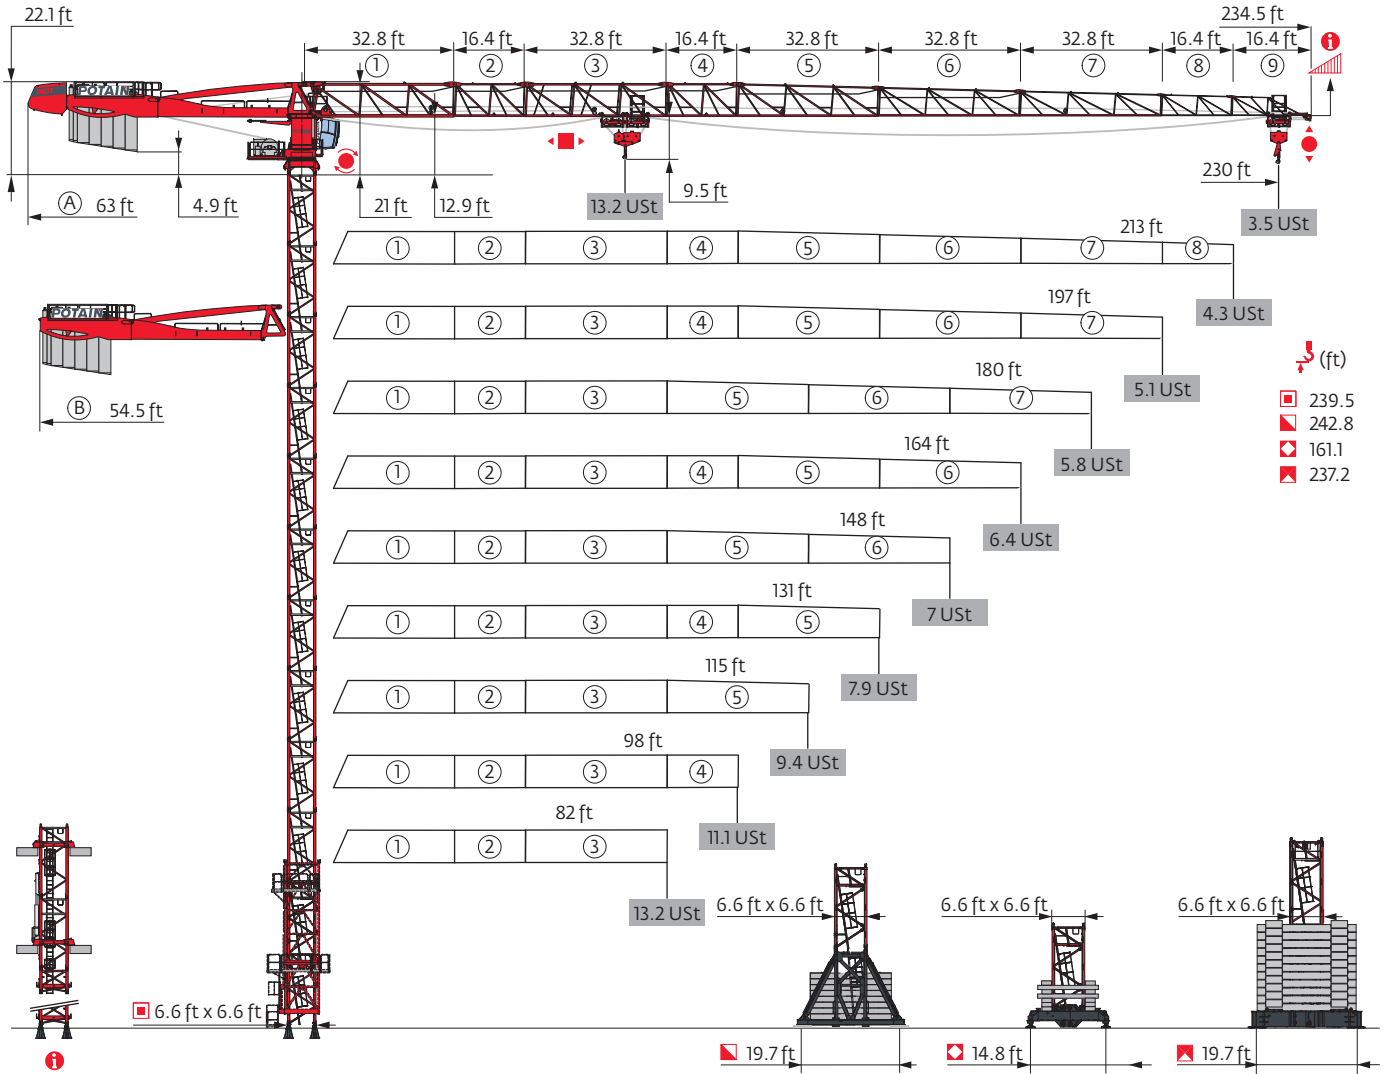 22.1 ft
234.5 ft
32.8 ft 16.4 ft 32.8 ft 16.4 ft 32.8 ft 32.8 ft 32.8 ft 16.4 ft 16.4 ft
1 2 3 4 5 6 7 8 9
i
POTAIN
A 63 ft
4.9 ft
21 ft
12.9 ft
13.2 USt
9.5 ft
230 ft
3.5 USt
213 ft
1 2 3 4 5 6 7 8
4.3 USt
197 ft
1 2 3 4 5 6 7
5.1 USt
POTAIN
B 54.5 ft
180 ft
1 2 3 5 6 7
5.8 USt
(ft)
239.5
242.8
161.1
237.2
164 ft
1 2 3 4 5 6
6.4 USt
148 ft
1 2 3 5 6
7 USt
131 ft
1 2 3 4 5
7.9 USt
115 ft
1 2 3 5
9.4 USt
98 ft
1 2 3 4
11.1 USt
82 ft
1 2 3
13.2 USt
6.6 ft x 6.6 ft
6.6 ft x 6.6 ft
6.6 ft x 6.6 ft
6.6 ft x 6.6 ft
i
19.7 ft
14.8 ft
19.7 ft